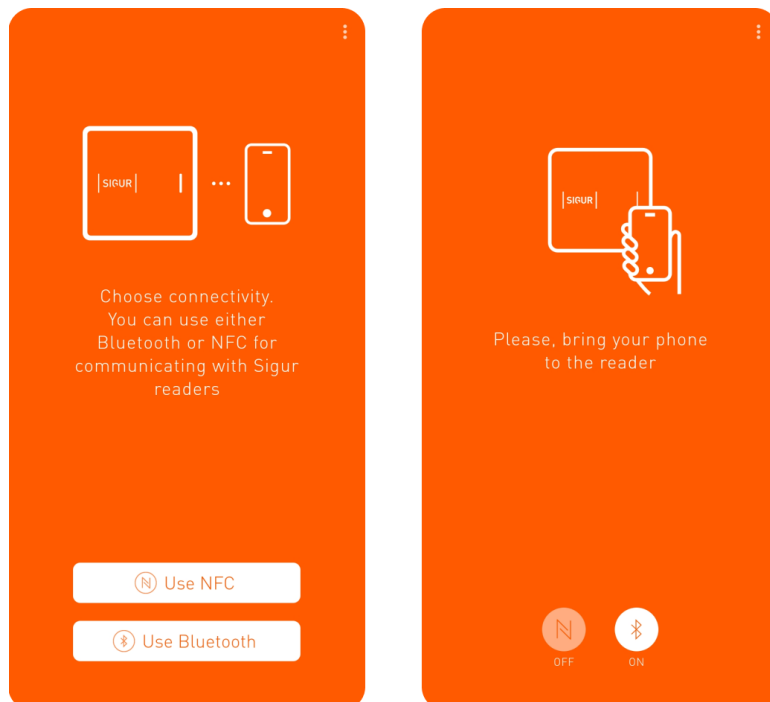 SIGUR
Choose connectivity.
You can use either
Bluetooth or NFC for
communicating with Sigur
readers
Use NFC
Use Bluetooth
SIGUR
Please, bring your phone
to the reader
OFF
ON